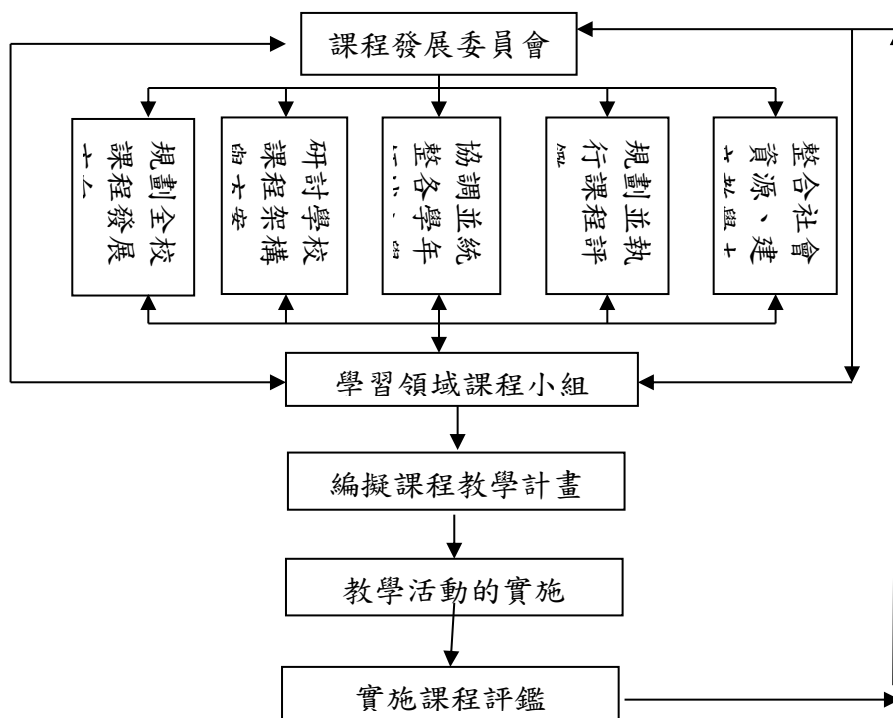 課程發展委員會
規劃全校
課程發展
研討學校
課程架構
協調並統
整各學年
規劃並執
行課程評
整合社會
資源、建
學習領域課程小組
編擬課程教學計畫
教學活動的實施
實施課程評鑑